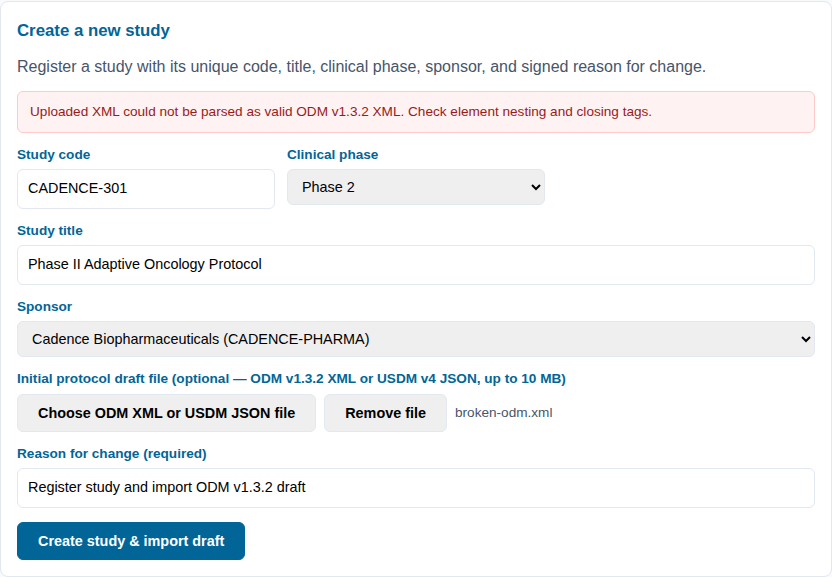 Create a new study
Register a study with its unique code, title, clinical phase, sponsor, and signed reason for change.
Uploaded XML could not be parsed as valid ODM v1.3.2 XML. Check element nesting and closing tags.
Study code
Clinical phase
CADENCE-301
Phase 2
Study title
Phase II Adaptive Oncology Protocol
Sponsor
Cadence Biopharmaceuticals (CADENCE-PHARMA)
Initial protocol draft file (optional — ODM v1.3.2 XML or USDM v4 JSON, up to 10 MB)
Choose ODM XML or USDM JSON file
Remove file
broken-odm.xml
Reason for change (required)
Register study and import ODM v1.3.2 draft
Create study & import draft